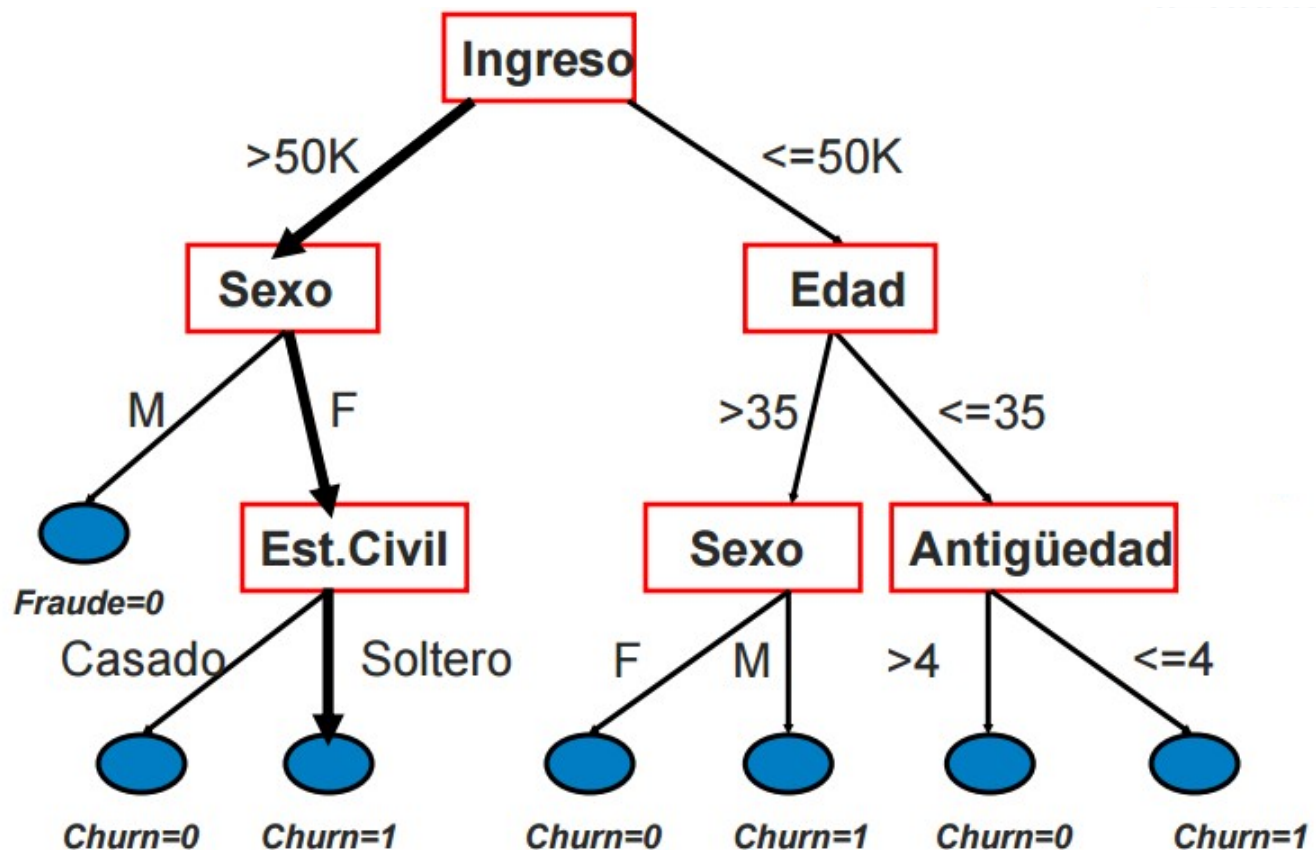 Ingreso
>50K
<=50K
Sexo
Edad
M
F
>35
<=35
Est.Civil
Sexo
Antigüedad
Fraude=0
Casado
Soltero
F
M
>4
<=4
Churn=0
Churn=1
Churn=0
Churn=1
Churn=0
Churn=1